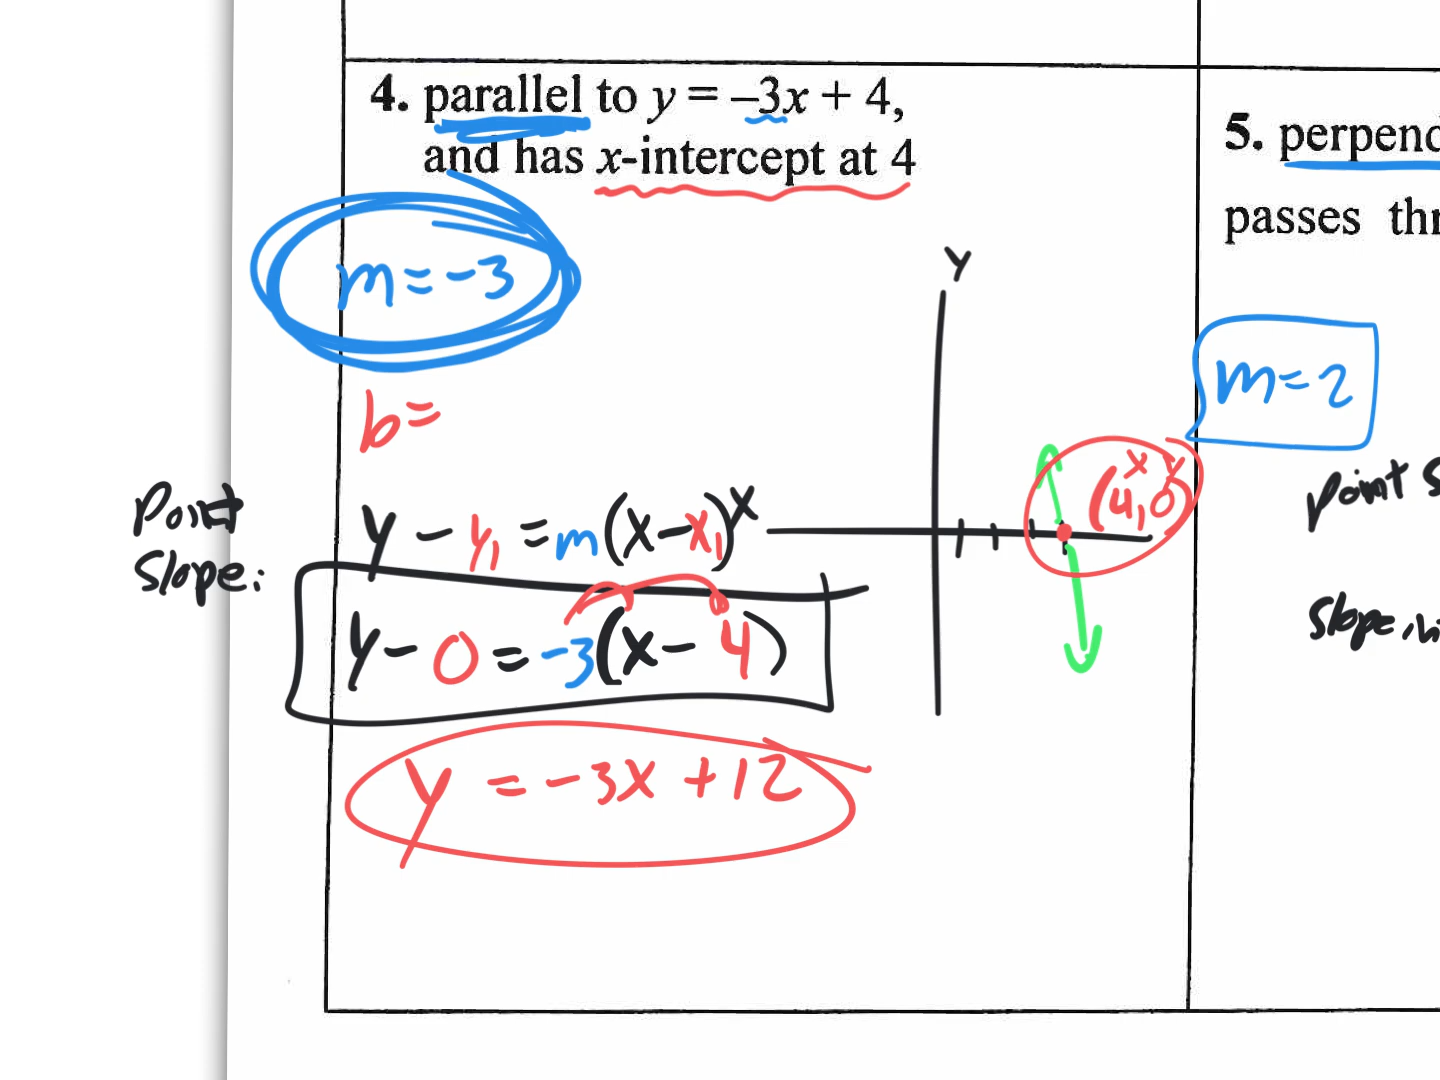 4. parallel to y = –3x + 4,
and has x-intercept at 4
m = -3
b =
Point
Slope:
y - y₁ = m(x - x₁)
y - 0 = -3(x - 4)
y = -3x + 12
y
x
x y
(4, 0)
5. perpend
passes thr
m = 2
point s
slope, in